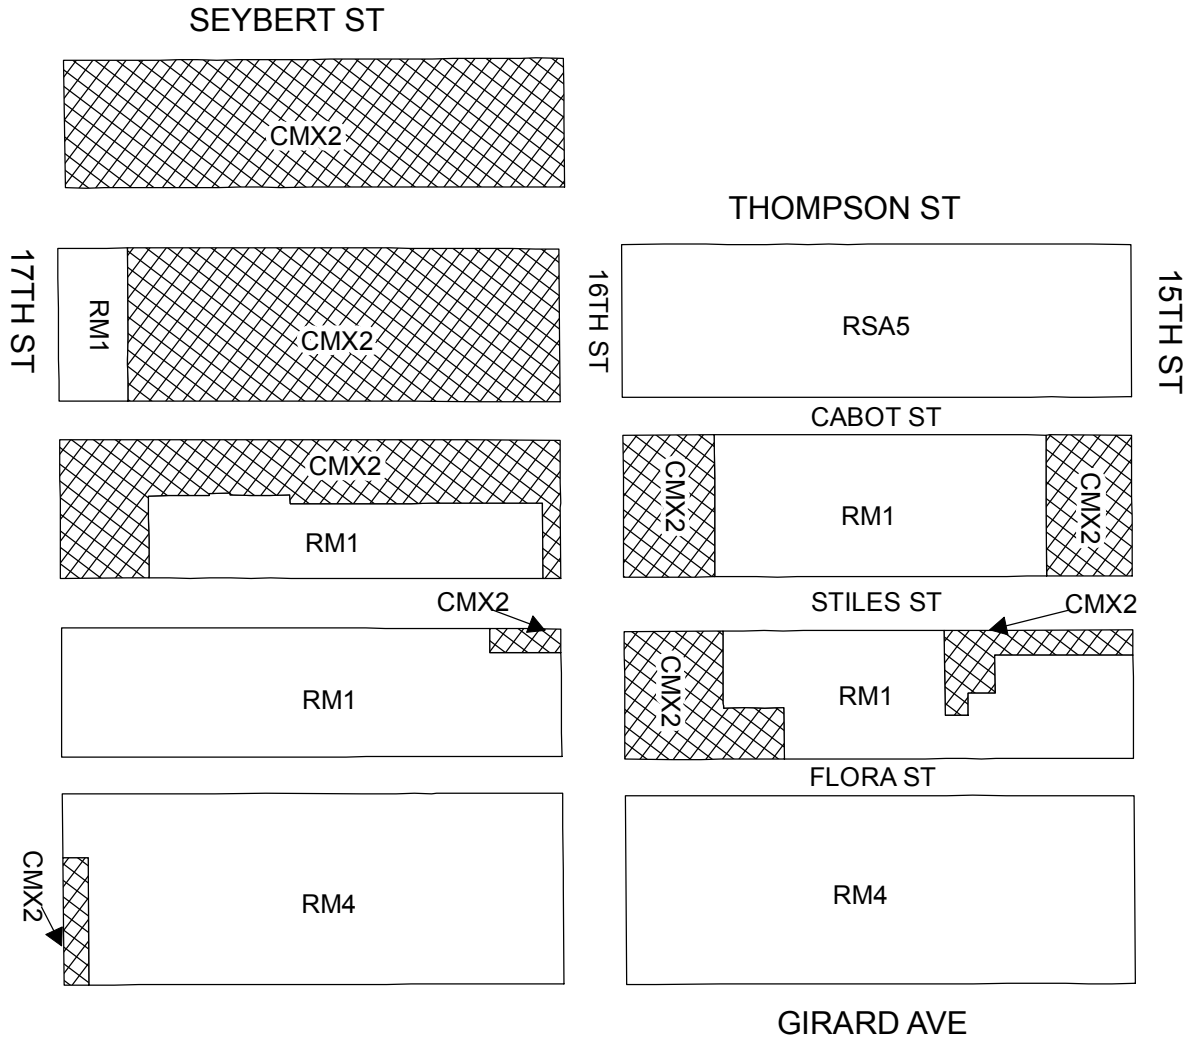 SEYBERT ST
CMX2
THOMPSON ST
17TH ST
RM1
CMX2
16TH ST
RSA5
15TH ST
CABOT ST
CMX2
RM1
CMX2
RM1
CMX2
CMX2
STILES ST
CMX2
RM1
CMX2
RM1
FLORA ST
CMX2
RM4
RM4
GIRARD AVE